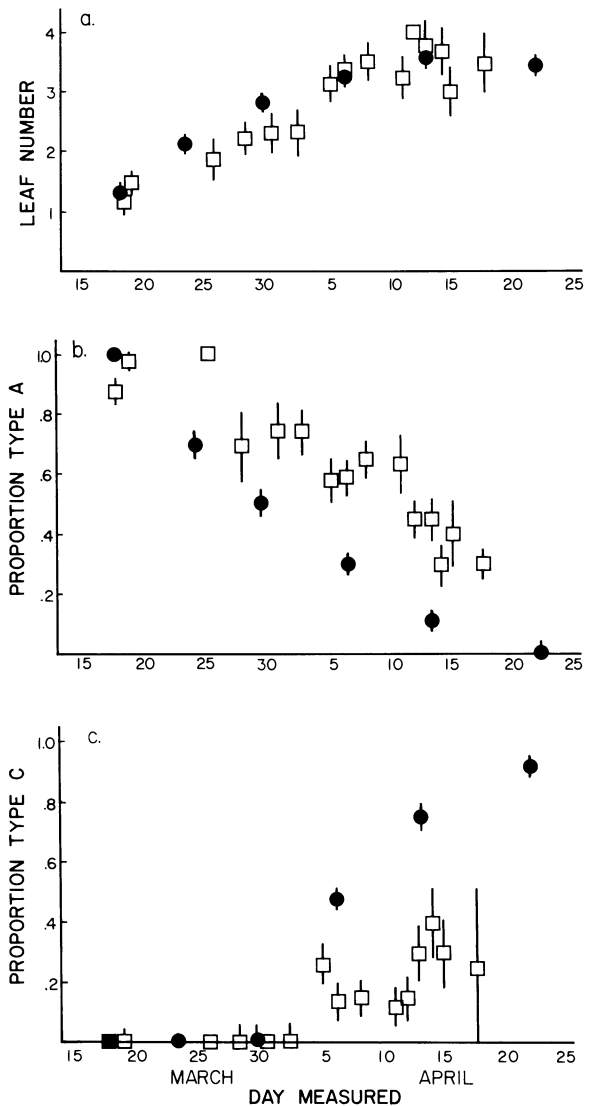 a.
4
3
2
1
LEAF NUMBER
15 20 25 30 5 10 15 20 25
b.
1.0
.8
.6
.4
.2
PROPORTION TYPE A
15 20 25 30 5 10 15 20 25
c.
1.0
.8
.6
.4
.2
PROPORTION TYPE C
15 20 25 30 5 10 15 20 25
MARCH APRIL
DAY MEASURED